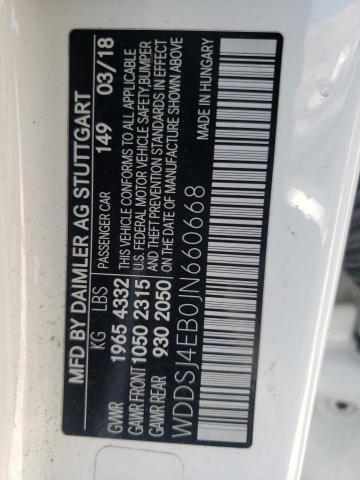 MFD BY DAIMLER AG STUTTGART
KG LBS PASSENGER CAR 149 03/18
GVWR 1965 4332 THIS VEHICLE CONFORMS TO ALL APPLICABLE
GAWR FRONT 1050 2315 U.S. FEDERAL MOTOR VEHICLE SAFETY, BUMPER
GAWR REAR 930 2050 AND THEFT PREVENTION STANDARDS IN EFFECT
ON THE DATE OF MANUFACTURE SHOWN ABOVE
WDDSJ4EB0JN660668 MADE IN HUNGARY